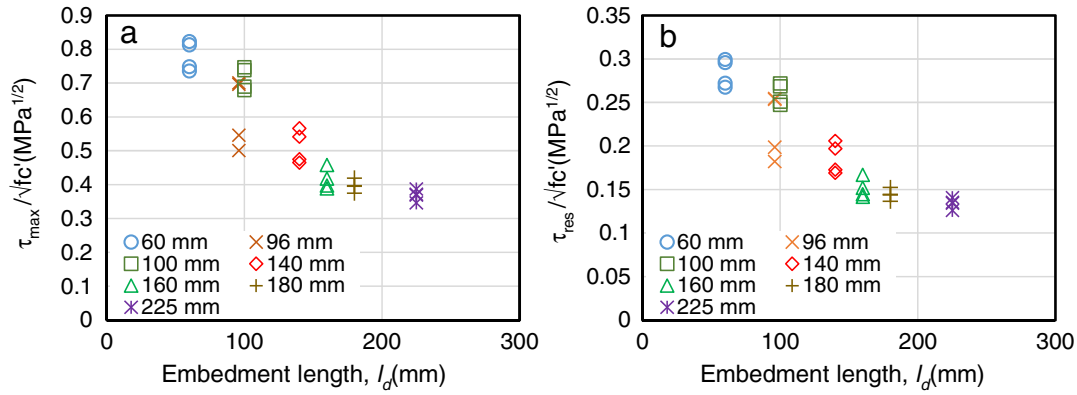 a
τmax/√fc'(MPa1/2)
0.9
0.8
0.7
0.6
0.5
0.4
0.3
0.2
0.1
0
60 mm 96 mm
100 mm 140 mm
160 mm 180 mm
225 mm
0 100 200 300
Embedment length, ld(mm)
b
τres/√fc'(MPa1/2)
0.35
0.3
0.25
0.2
0.15
0.1
0.05
0
60 mm 96 mm
100 mm 140 mm
160 mm 180 mm
225 mm
0 100 200 300
Embedment length, ld(mm)